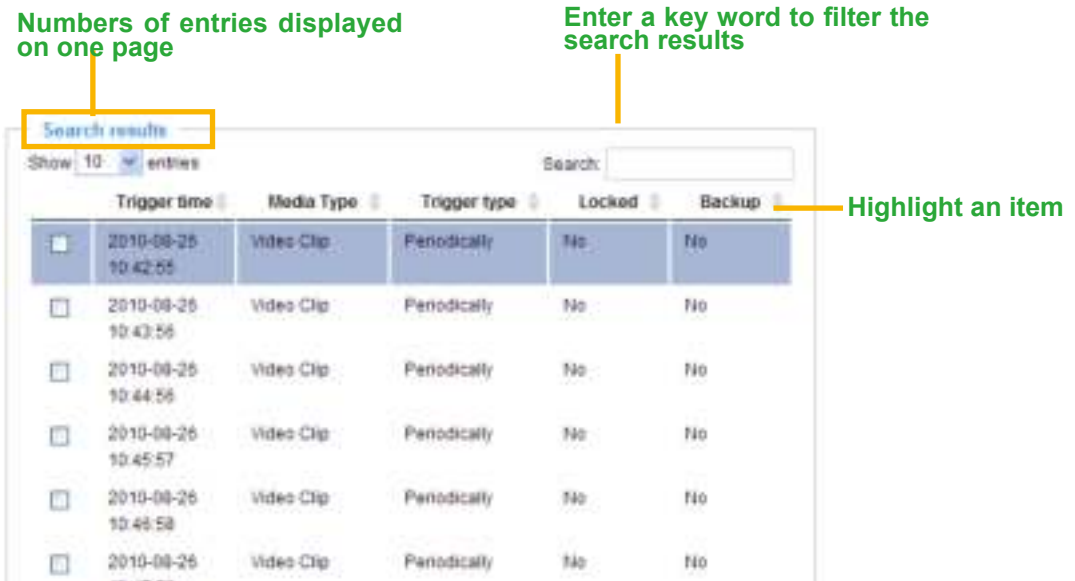 Numbers of entries displayed
on one page
Enter a key word to filter the
search results
Search results
Show 10 entries
Search:
Trigger time Media Type Trigger type Locked Backup
Highlight an item
2010-08-26 Video Clip Periodically No No
10:42:55
2010-08-26 Video Clip Periodically No No
10:43:56
2010-08-26 Video Clip Periodically No No
10:44:56
2010-08-26 Video Clip Periodically No No
10:45:57
2010-08-26 Video Clip Periodically No No
10:46:58
2010-08-26 Video Clip Periodically No No